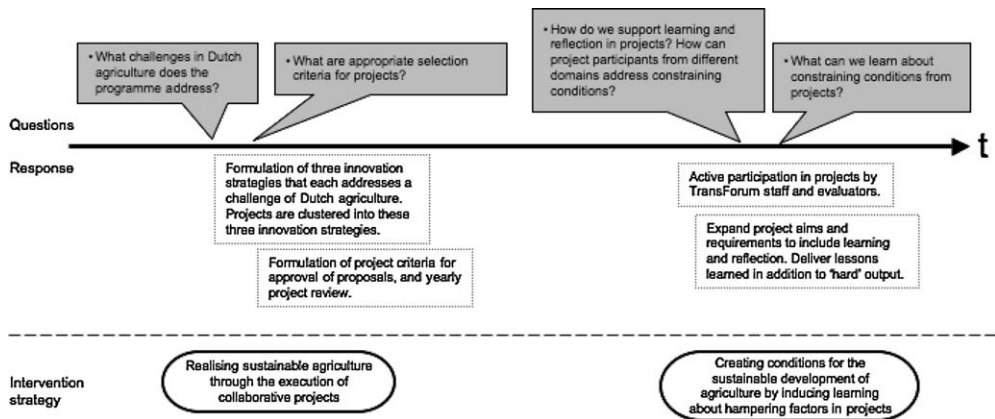 • What challenges in Dutch
agriculture does the
programme address?
• What are appropriate selection
criteria for projects?
• How do we support learning and
reflection in projects? How can
project participants from different
domains address constraining
conditions?
• What can we learn about
constraining conditions from
projects?
Questions
t
Response
Formulation of three innovation
strategies that each addresses a
challenge of Dutch agriculture.
Projects are clustered into these
three innovation strategies.
Formulation of project criteria for
approval of proposals, and yearly
project review.
Active participation in projects by
TransForum staff and evaluators.
Expand project aims and
requirements to include learning
and reflection. Deliver lessons
learned in addition to 'hard' output.
Intervention
strategy
Realising sustainable agriculture
through the execution of
collaborative projects
Creating conditions for the
sustainable development of
agriculture by inducing learning
about hampering factors in projects